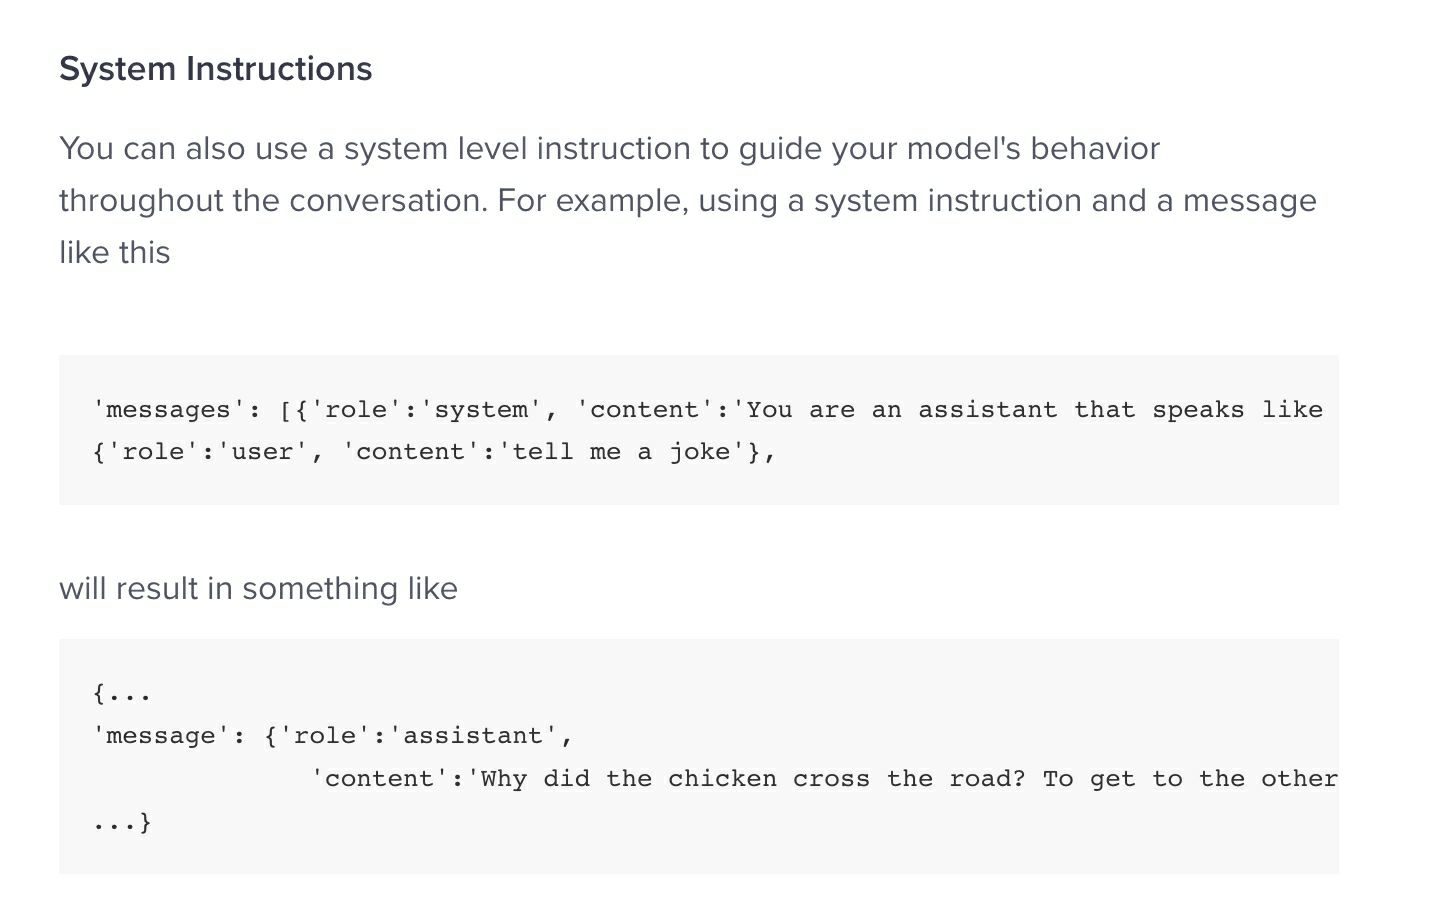 System Instructions
You can also use a system level instruction to guide your model's behavior
throughout the conversation. For example, using a system instruction and a message
like this
'messages': [{'role':'system', 'content':'You are an assistant that speaks like
{'role':'user', 'content':'tell me a joke'},
will result in something like
{...
'message': {'role':'assistant',
'content':'Why did the chicken cross the road? To get to the other
...}